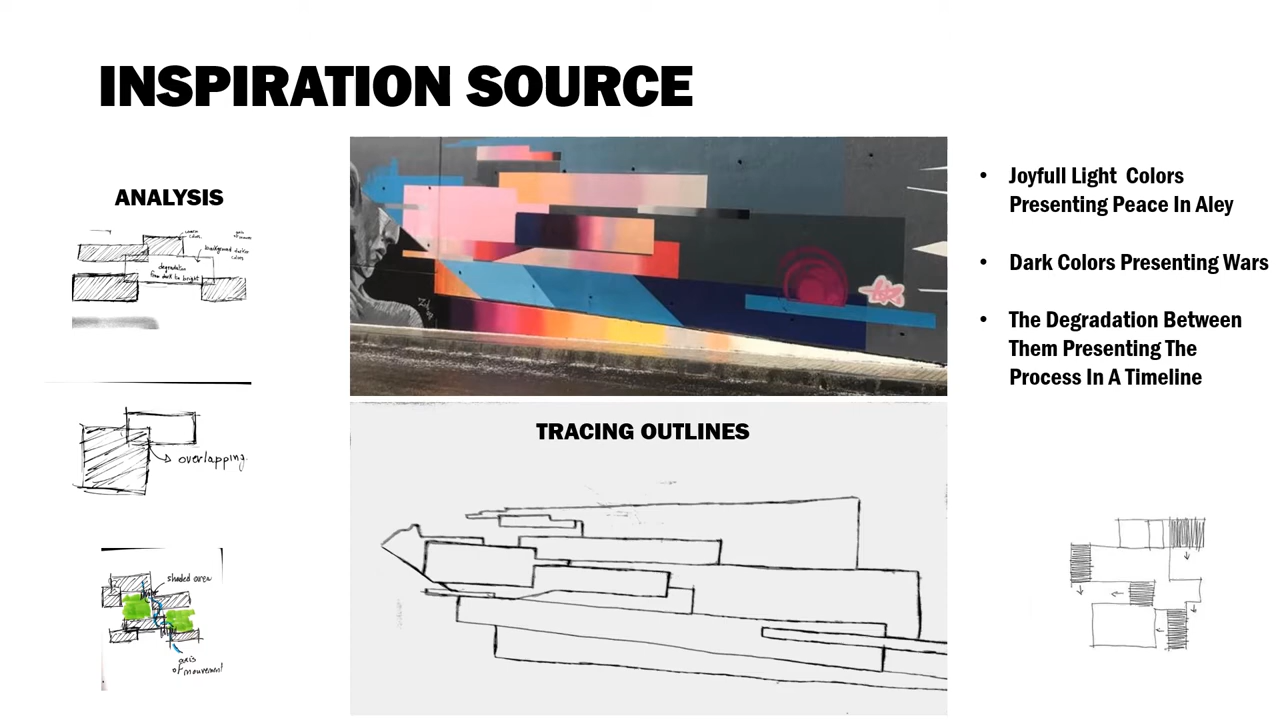 INSPIRATION SOURCE
ANALYSIS
background darker
colors
degradation
from dark to bright
overlapping.
shaded area
axis
of mouvement
TRACING OUTLINES
• Joyfull Light Colors
Presenting Peace In Aley
• Dark Colors Presenting Wars
• The Degradation Between
Them Presenting The
Process In A Timeline